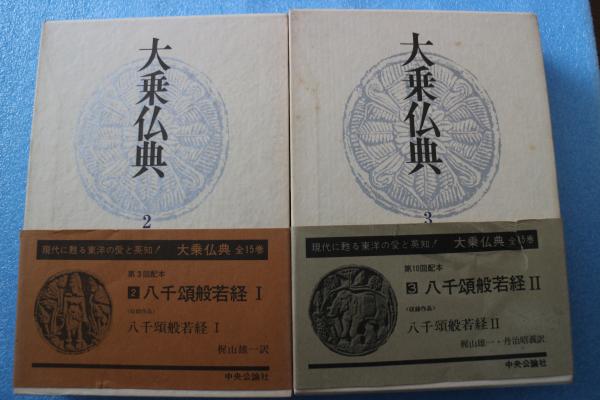 大乗仏典
2
現代に甦る東洋の愛と英知! 大乗仏典 全15巻
第3回配本
2 八千頌般若経 I
〈収録作品〉
八千頌般若経 I
梶山雄一訳
中央公論社
大乗仏典
3
現代に甦る東洋の愛と英知! 大乗仏典 全15巻
第10回配本
3 八千頌般若経 II
〈収録作品〉
八千頌般若経 II
梶山雄一・丹治昭義訳
中央公論社